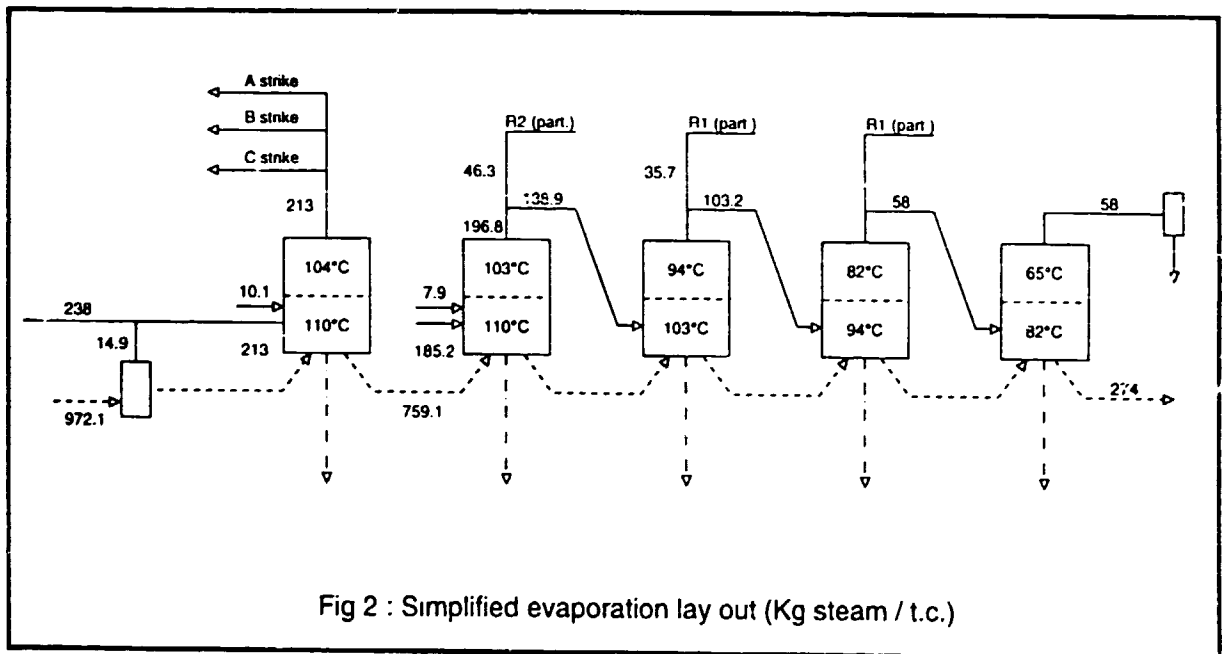 A strike
B strike
C strike
R2 (part.)
R1 (part)
R1 (part)
46.3
35.7
138.9
103.2
58
58
213
196.8
104°C
103°C
94°C
82°C
65°C
10.1
7.9
238
110°C
110°C
103°C
94°C
82°C
14.9
213
185.2
972.1
759.1
274
Fig 2 : Simplified evaporation lay out (Kg steam / t.c.)